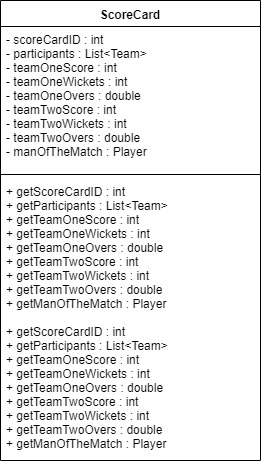 ScoreCard
- scoreCardID : int
- participants : List<Team>
- teamOneScore : int
- teamOneWickets : int
- teamOneOvers : double
- teamTwoScore : int
- teamTwoWickets : int
- teamTwoOvers : double
- manOfTheMatch : Player
+ getScoreCardID : int
+ getParticipants : List<Team>
+ getTeamOneScore : int
+ getTeamOneWickets : int
+ getTeamOneOvers : double
+ getTeamTwoScore : int
+ getTeamTwoWickets : int
+ getTeamTwoOvers : double
+ getManOfTheMatch : Player
+ getScoreCardID : int
+ getParticipants : List<Team>
+ getTeamOneScore : int
+ getTeamOneWickets : int
+ getTeamOneOvers : double
+ getTeamTwoScore : int
+ getTeamTwoWickets : int
+ getTeamTwoOvers : double
+ getManOfTheMatch : Player